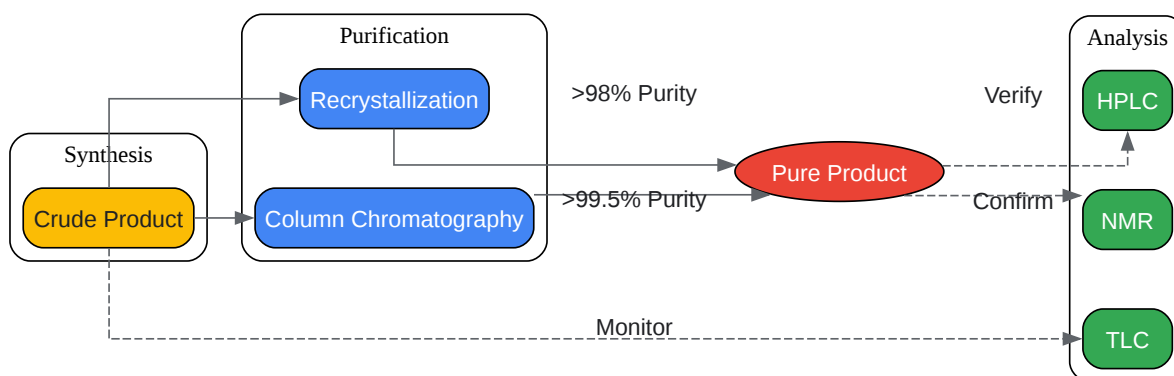 Purification
Analysis
Recrystallization
>98% Purity
Verify
HPLC
Synthesis
Pure Product
Crude Product
Column Chromatography
>99.5% Purity
Confirm
NMR
Monitor
TLC